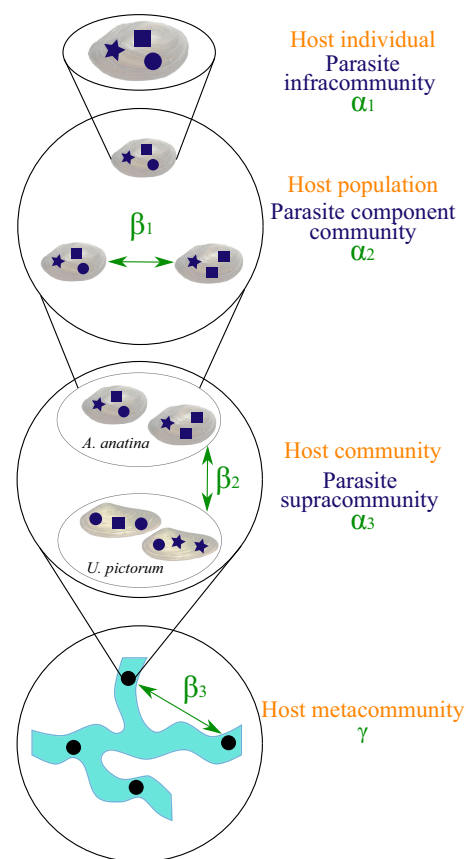 Host individual
Parasite
infracommunity
α1
Host population
β1
Parasite component
community
α2
A. anatina
Host community
β2
Parasite
supracommunity
α3
U. pictorum
β3
Host metacommunity
γ